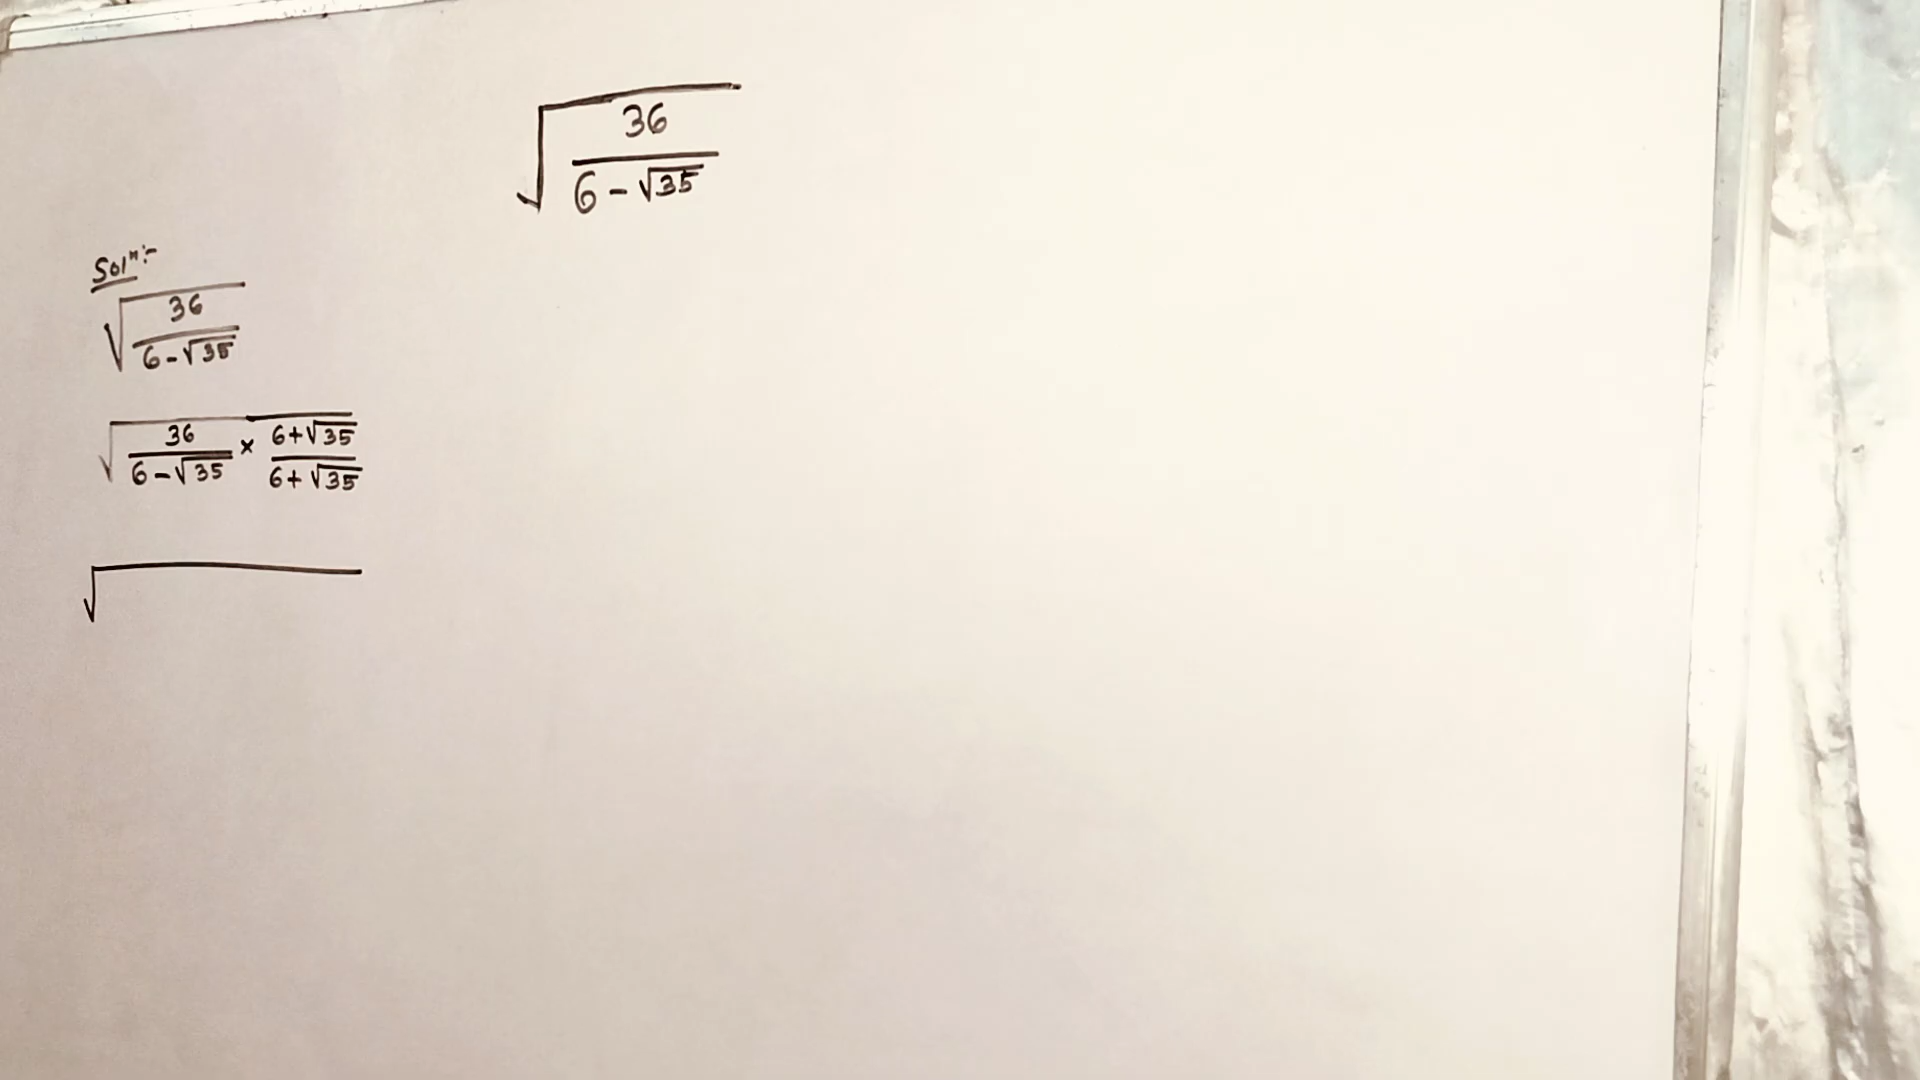 √(36/(6-√35))
Solⁿ:-
√(36/(6-√35))
√(36/(6-√35) × (6+√35)/(6+√35))
√